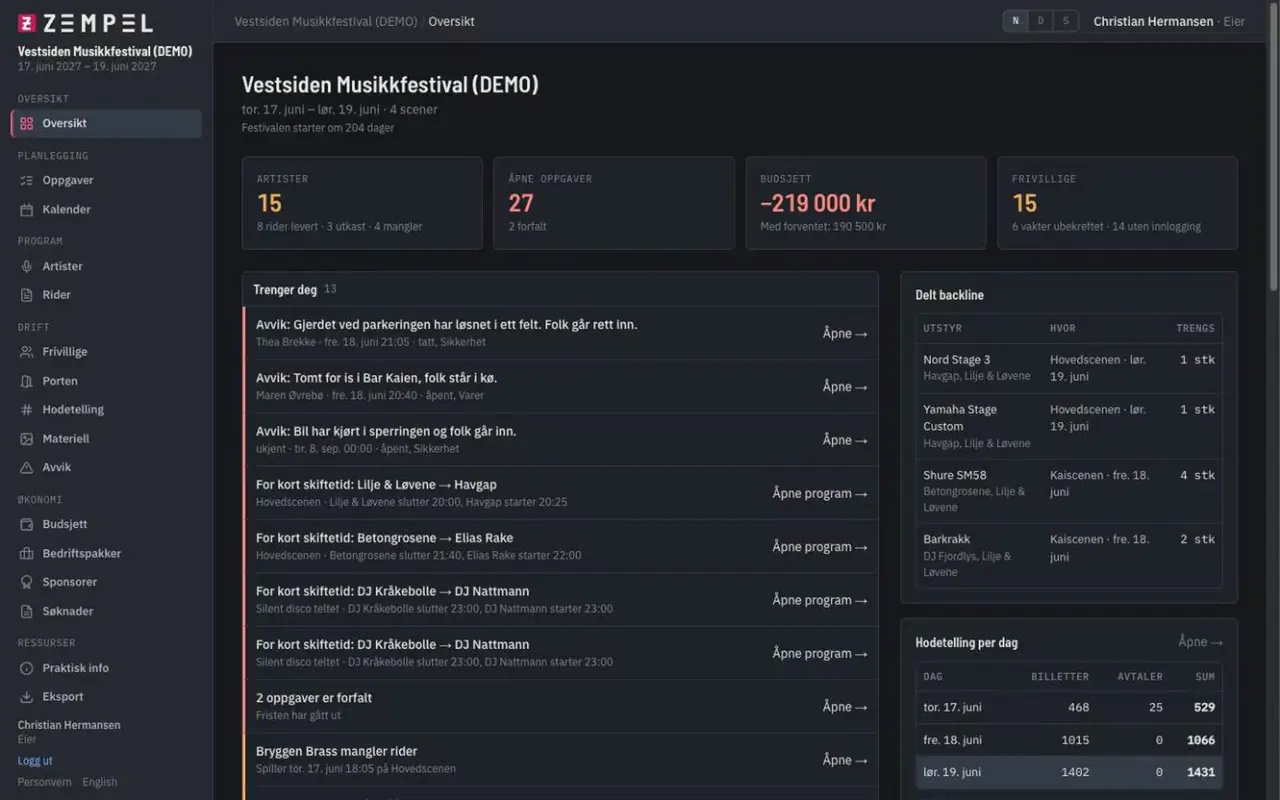 ZEMPEL
Vestsiden Musikkfestival (DEMO)
17. juni 2027 – 19. juni 2027
OVERSIKT
Oversikt
PLANLEGGING
Oppgaver
Kalender
PROGRAM
Artister
Rider
DRIFT
Frivillige
Porten
Hodetelling
Materiell
Avvik
ØKONOMI
Budsjett
Bedriftspakker
Sponsorer
Søknader
RESSURSER
Praktisk info
Eksport
Christian Hermansen
Eier
Logg ut
Personvern English
Vestsiden Musikkfestival (DEMO) / Oversikt
N D S
Christian Hermansen · Eier
Vestsiden Musikkfestival (DEMO)
tor. 17. juni – lør. 19. juni · 4 scener
Festivalen starter om 204 dager
ARTISTER
15
8 rider levert · 3 utkast · 4 mangler
ÅPNE OPPGAVER
27
2 forfalt
BUDSJETT
−219 000 kr
Med forventet: 190 500 kr
FRIVILLIGE
15
6 vakter ubekreftet · 14 uten innlogging
Trenger deg 13
Avvik: Gjerdet ved parkeringen har løsnet i ett felt. Folk går rett inn.
Thea Brekke · fre. 18. juni 21:05 · tatt, Sikkerhet
Åpne →
Avvik: Tomt for is i Bar Kaien, folk står i kø.
Maren Øvrebø · fre. 18. juni 20:40 · åpent, Varer
Åpne →
Avvik: Bil har kjørt i sperringen og folk går inn.
ukjent · tir. 8. sep. 00:00 · åpent, Sikkerhet
Åpne →
For kort skiftetid: Lilje & Løvene → Havgap
Hovedscenen · Lilje & Løvene slutter 20:00, Havgap starter 20:25
Åpne program →
For kort skiftetid: Betongrosene → Elias Rake
Hovedscenen · Betongrosene slutter 21:40, Elias Rake starter 22:00
Åpne program →
For kort skiftetid: DJ Kråkebolle → DJ Nattmann
Silent disco teltet · DJ Kråkebolle slutter 23:00, DJ Nattmann starter 23:00
Åpne program →
For kort skiftetid: DJ Kråkebolle → DJ Nattmann
Silent disco teltet · DJ Kråkebolle slutter 23:00, DJ Nattmann starter 23:00
Åpne program →
2 oppgaver er forfalt
Fristen har gått ut
Åpne →
Bryggen Brass mangler rider
Spiller tor. 17. juni 18:05 på Hovedscenen
Åpne →
Delt backline
UTSTYR HVOR TRENGS
Nord Stage 3 Hovedscenen · lør. 1 stk
Havgap, Lilje & Løvene 19. juni
Yamaha Stage Hovedscenen · lør. 1 stk
Custom 19. juni
Havgap, Lilje & Løvene
Shure SM58 Kaiscenen · fre. 18. 4 stk
Betongrosene, Lilje & juni
Løvene
Barkrakk Kaiscenen · fre. 18. 2 stk
DJ Fjordlys, Lilje & juni
Løvene
Hodetelling per dag Åpne →
DAG BILLETTER AVTALER SUM
tor. 17. juni 468 25 529
fre. 18. juni 1015 0 1066
lør. 19. juni 1402 0 1431